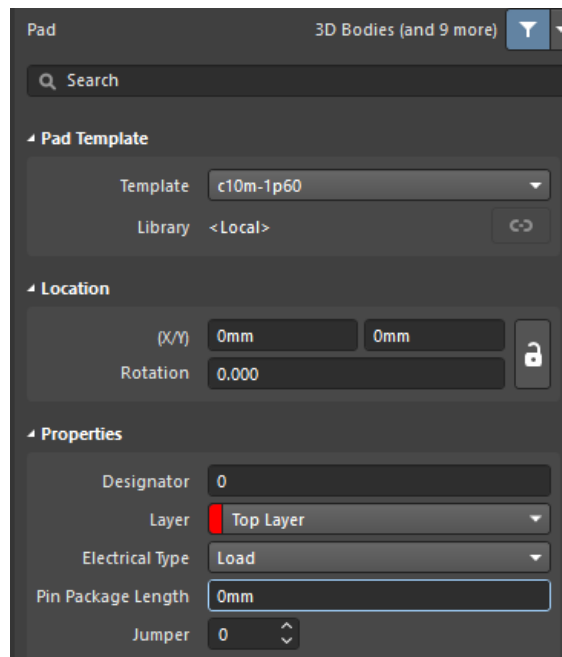 Pad 3D Bodies (and 9 more)
Search
Pad Template
Template c10m-1p60
Library <Local>
Location
(X/Y) 0mm 0mm
Rotation 0.000
Properties
Designator 0
Layer Top Layer
Electrical Type Load
Pin Package Length 0mm
Jumper 0